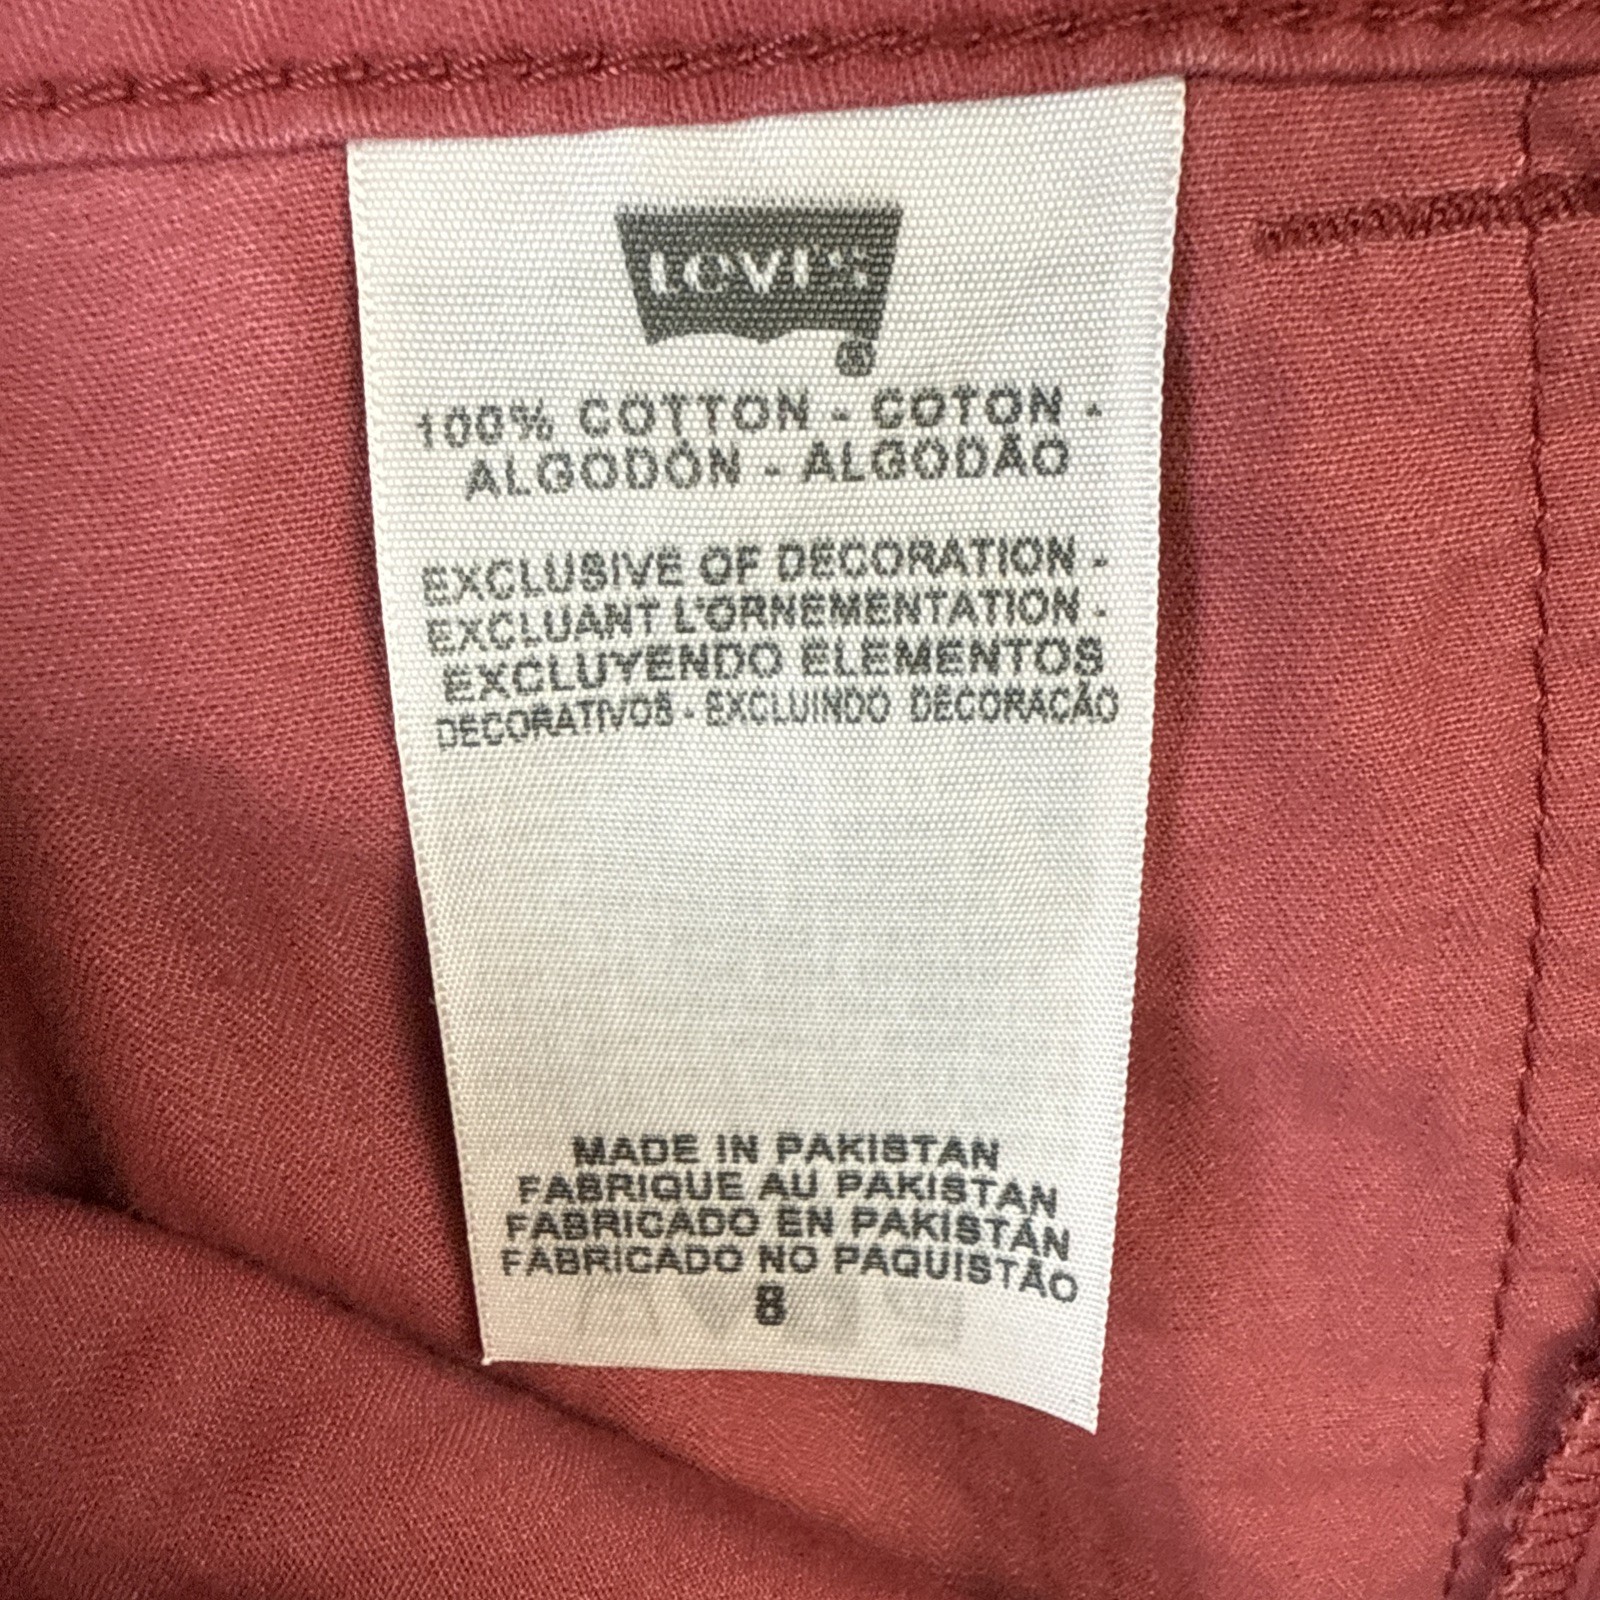 Levi's
®
100% COTTON - COTON -
ALGODÓN - ALGODÃO
EXCLUSIVE OF DECORATION -
EXCLUANT L'ORNEMENTATION -
EXCLUYENDO ELEMENTOS
DECORATIVOS - EXCLUINDO DECORAÇÃO
MADE IN PAKISTAN
FABRIQUE AU PAKISTAN
FABRICADO EN PAKISTÁN
FABRICADO NO PAQUISTÃO
8